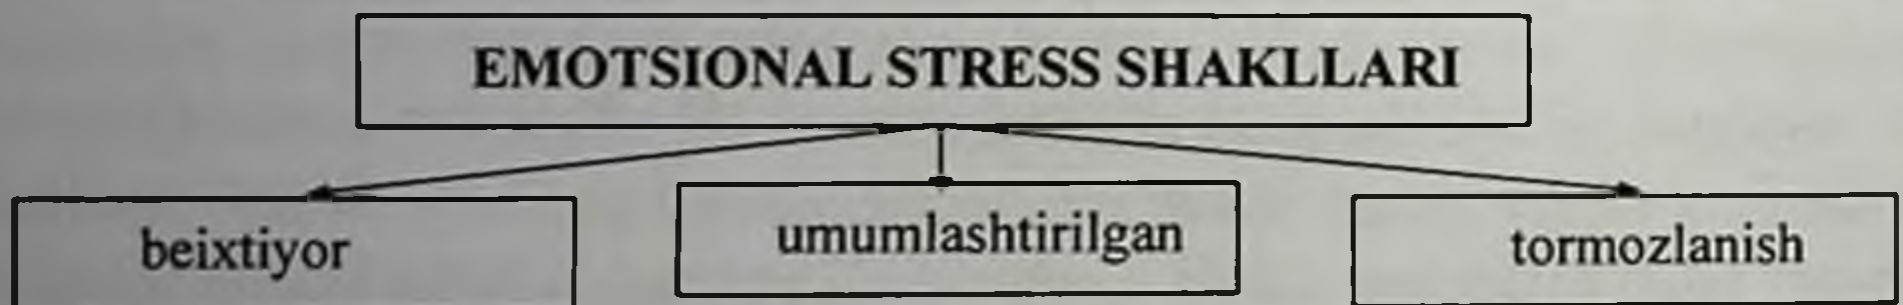 EMOTSIONAL STRESS SHAKLLARI
beixtiyor
umumlashtirilgan
tormozlanish